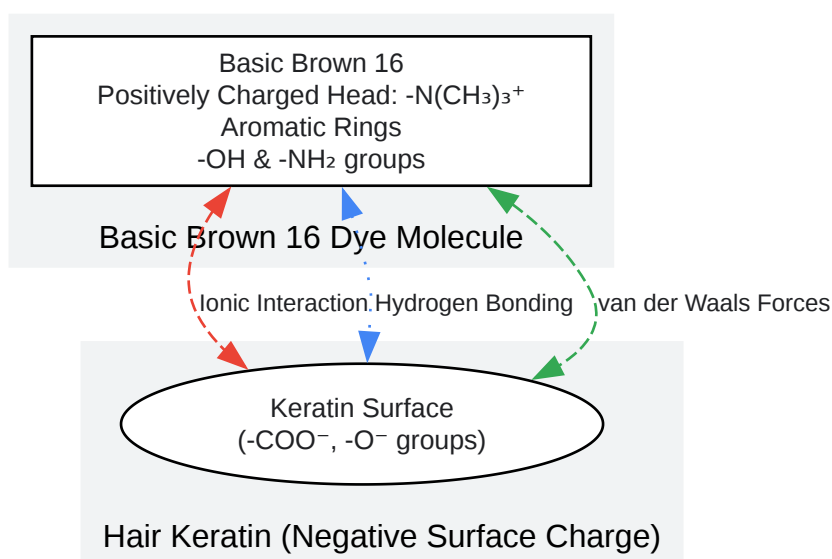 Basic Brown 16
Positively Charged Head: -N(CH₃)₃⁺
Aromatic Rings
-OH & -NH₂ groups
Basic Brown 16 Dye Molecule
Ionic Interaction Hydrogen Bonding van der Waals Forces
Keratin Surface
(-COO⁻, -O⁻ groups)
Hair Keratin (Negative Surface Charge)